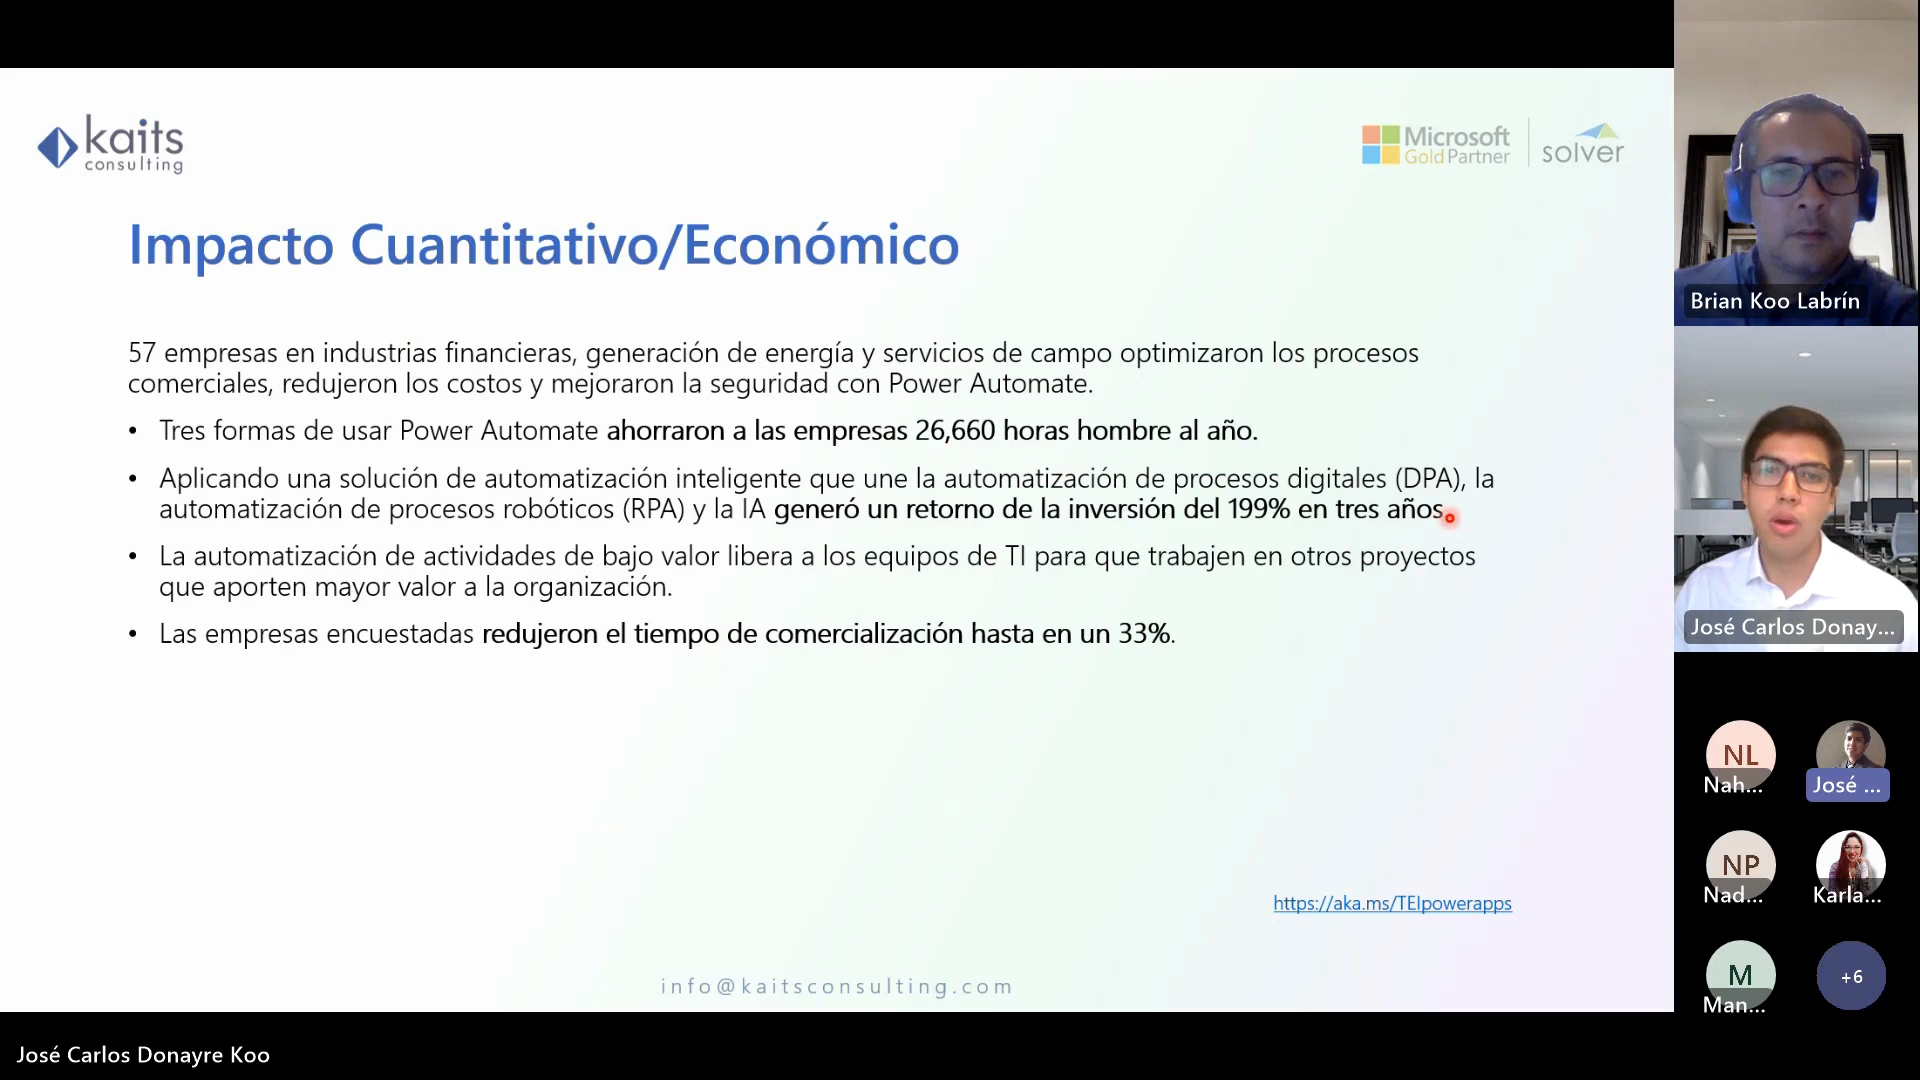 kaits
consulting
Microsoft
Gold Partner
solver
Impacto Cuantitativo/Económico
57 empresas en industrias financieras, generación de energía y servicios de campo optimizaron los procesos
comerciales, redujeron los costos y mejoraron la seguridad con Power Automate.
• Tres formas de usar Power Automate ahorraron a las empresas 26,660 horas hombre al año.
• Aplicando una solución de automatización inteligente que une la automatización de procesos digitales (DPA), la
automatización de procesos robóticos (RPA) y la IA generó un retorno de la inversión del 199% en tres años.
• La automatización de actividades de bajo valor libera a los equipos de TI para que trabajen en otros proyectos
que aporten mayor valor a la organización.
• Las empresas encuestadas redujeron el tiempo de comercialización hasta en un 33%.
https://aka.ms/TEIpowerapps
info@kaitsconsulting.com
José Carlos Donayre Koo
Brian Koo Labrín
José Carlos Donay...
NL
Nah...
José ...
NP
Nad...
Karla...
M
Man...
+6